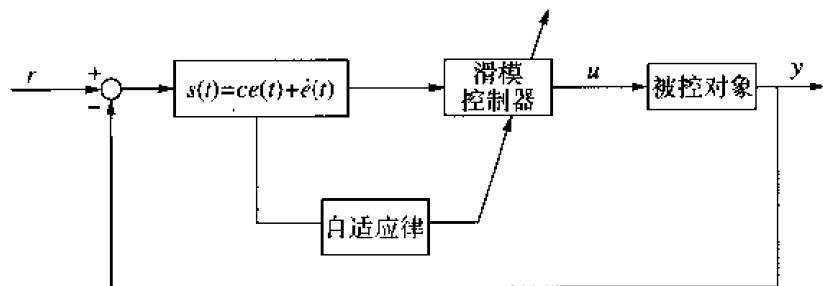 r
+
−
s(t)=ce(t)+ė(t)
滑模
控制器
u
被控对象
y
自适应律